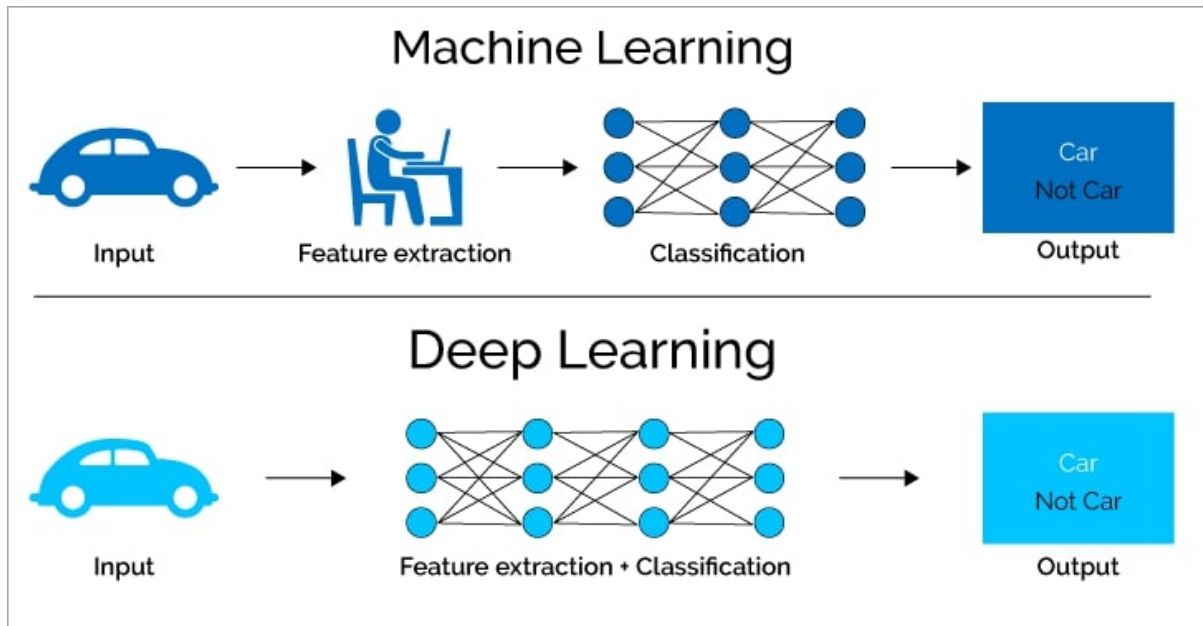 Machine Learning
Car
Not Car
Input
Feature extraction
Classification
Output
Deep Learning
Car
Not Car
Input
Feature extraction + Classification
Output